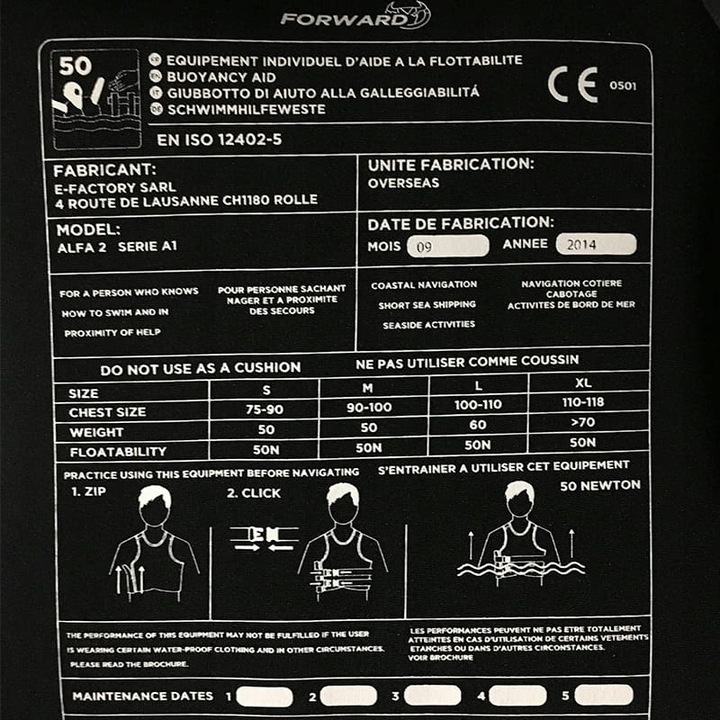 FORWARD
50
FR EQUIPEMENT INDIVIDUEL D'AIDE A LA FLOTTABILITE
EN BUOYANCY AID
IT GIUBBOTTO DI AIUTO ALLA GALLEGGIABILITÁ
DE SCHWIMMHILFEWESTE
CE 0501
EN ISO 12402-5
FABRICANT:
E-FACTORY SARL
4 ROUTE DE LAUSANNE CH1180 ROLLE
UNITE FABRICATION:
OVERSEAS
MODEL:
ALFA 2 SERIE A1
DATE DE FABRICATION:
MOIS 09 ANNEE 2014
FOR A PERSON WHO KNOWS
HOW TO SWIM AND IN
PROXIMITY OF HELP
POUR PERSONNE SACHANT
NAGER ET A PROXIMITE
DES SECOURS
COASTAL NAVIGATION
SHORT SEA SHIPPING
SEASIDE ACTIVITIES
NAVIGATION COTIERE
CABOTAGE
ACTIVITES DE BORD DE MER
DO NOT USE AS A CUSHION NE PAS UTILISER COMME COUSSIN
SIZE S M L XL
CHEST SIZE 75-90 90-100 100-110 110-118
WEIGHT 50 50 60 >70
FLOATABILITY 50N 50N 50N 50N
PRACTICE USING THIS EQUIPMENT BEFORE NAVIGATING S'ENTRAINER A UTILISER CET EQUIPEMENT
1. ZIP 2. CLICK 50 NEWTON
THE PERFORMANCE OF THIS EQUIPMENT MAY NOT BE FULFILLED IF THE USER
IS WEARING CERTAIN WATER-PROOF CLOTHING AND IN OTHER CIRCUMSTANCES.
PLEASE READ THE BROCHURE.
LES PERFORMANCES PEUVENT NE PAS ETRE TOTALEMENT
ATTEINTES EN CAS D'UTILISATION DE CERTAINS VETEMENTS
ETANCHES OU DANS D'AUTRES CIRCONSTANCES.
VOIR BROCHURE
MAINTENANCE DATES 1 2 3 4 5